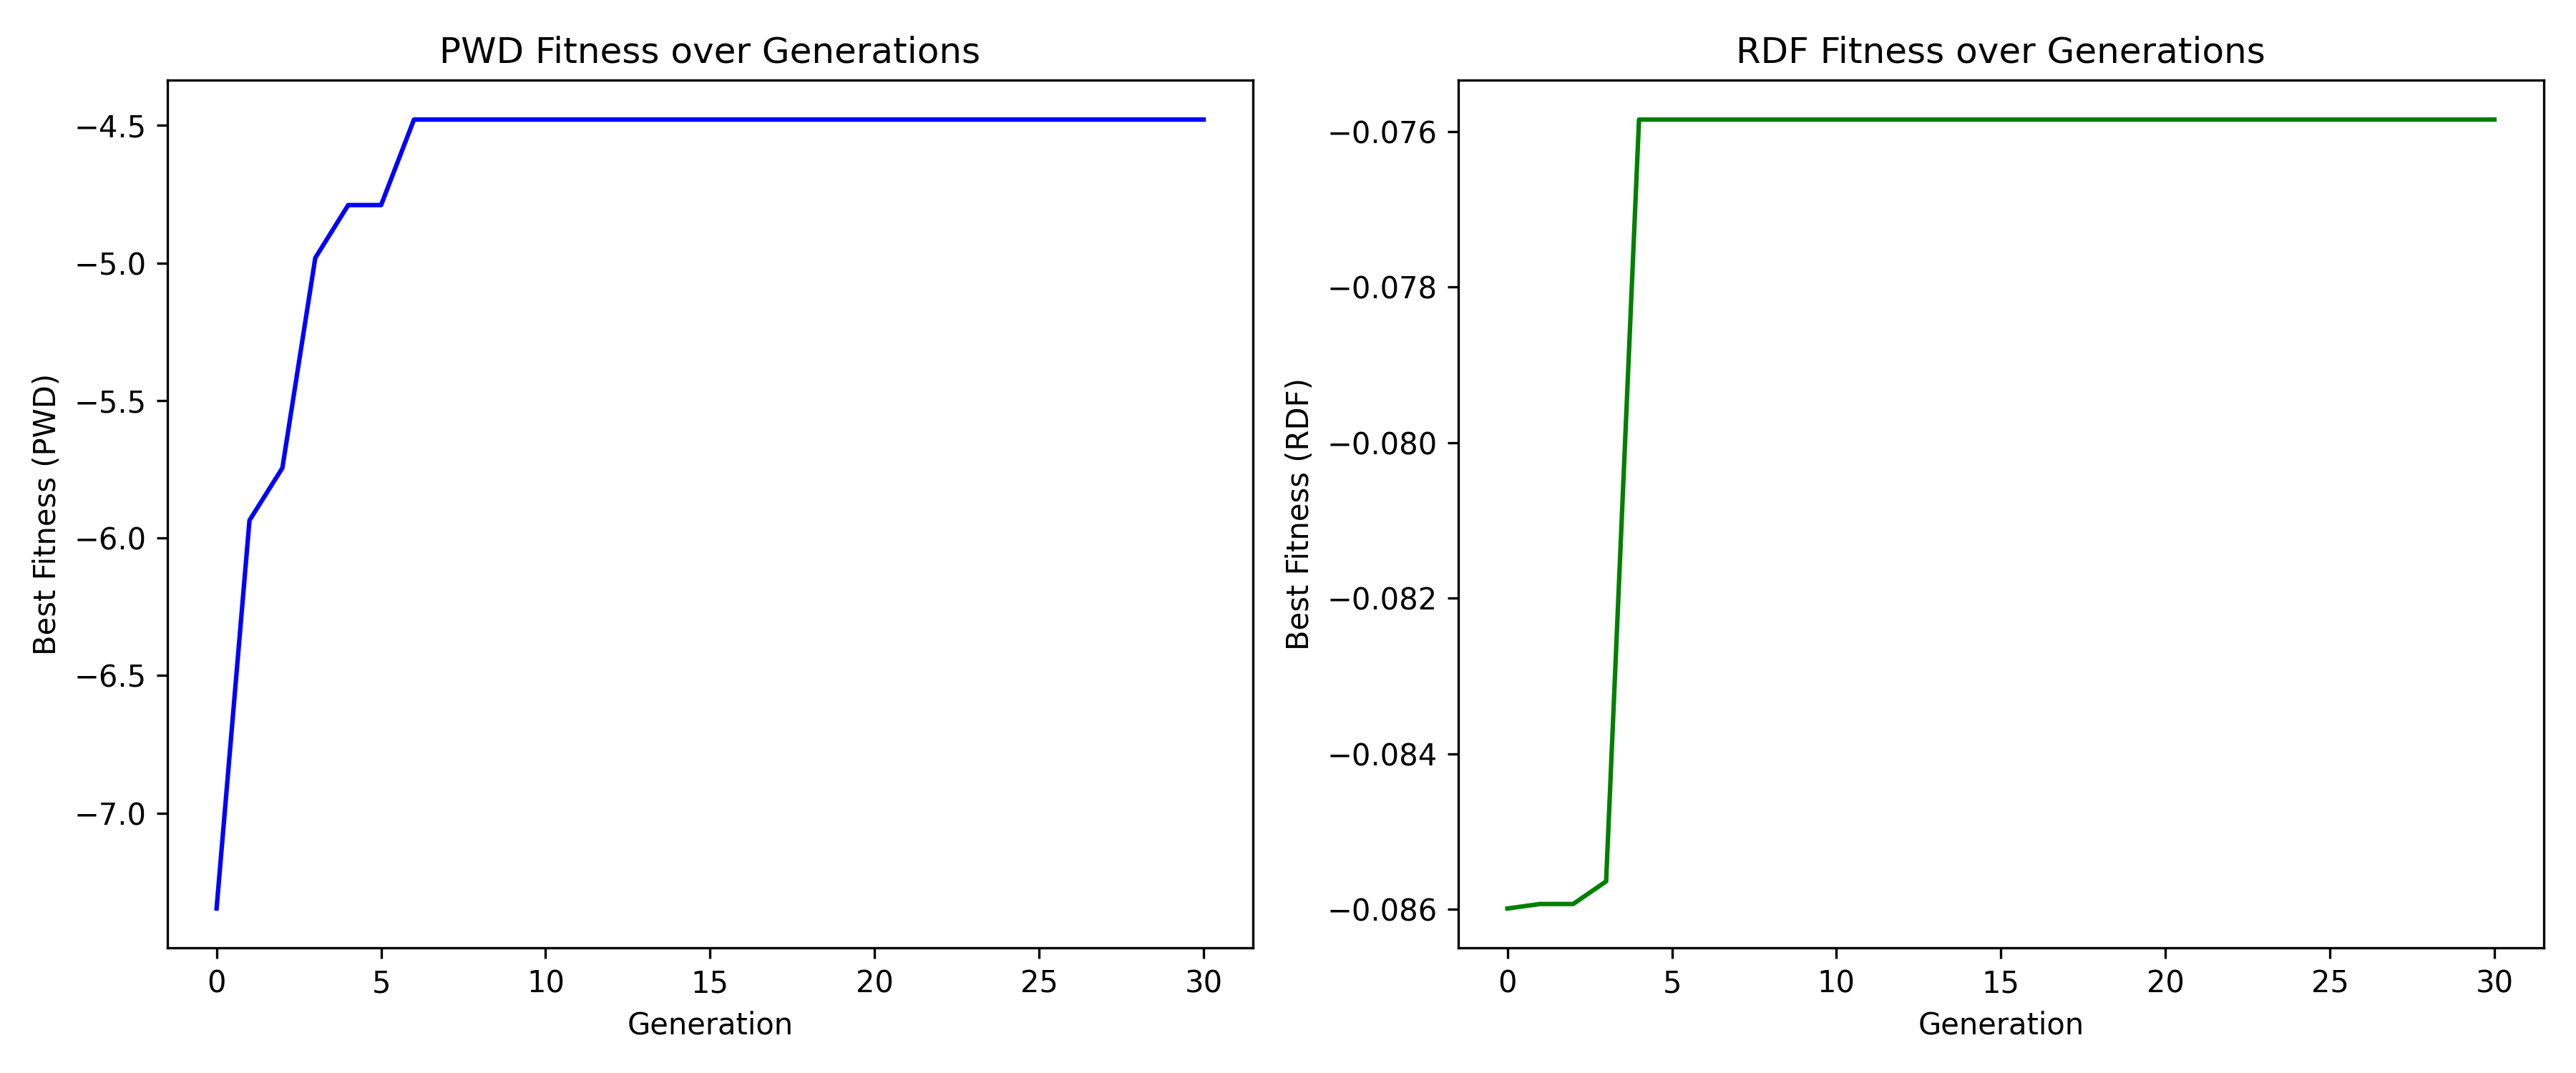 PWD Fitness over Generations
Best Fitness (PWD)
−4.5
−5.0
−5.5
−6.0
−6.5
−7.0
0 5 10 15 20 25 30
Generation
RDF Fitness over Generations
Best Fitness (RDF)
−0.076
−0.078
−0.080
−0.082
−0.084
−0.086
0 5 10 15 20 25 30
Generation